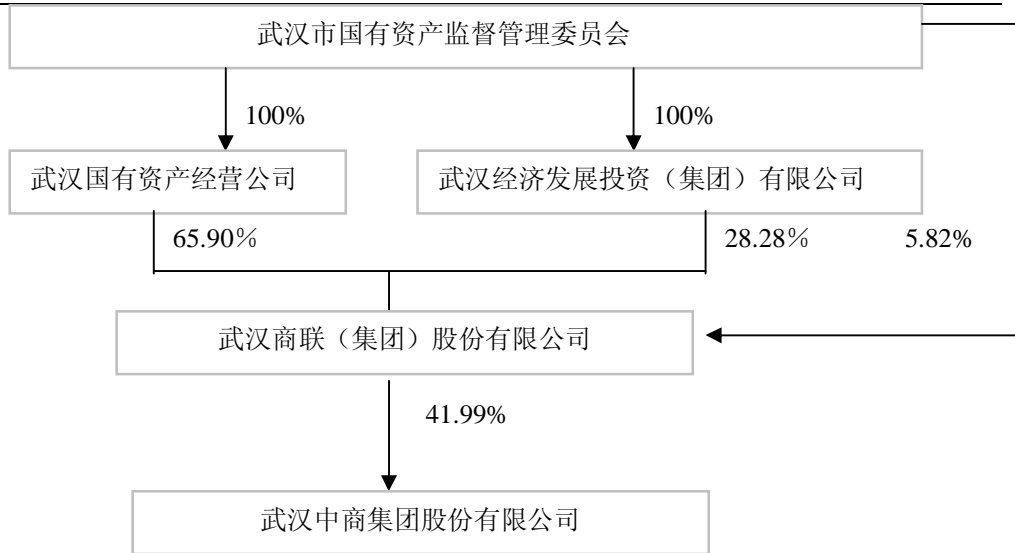 武汉市国有资产监督管理委员会
100%
100%
武汉国有资产经营公司
武汉经济发展投资（集团）有限公司
65.90％
28.28％
5.82%
武汉商联（集团）股份有限公司
41.99%
武汉中商集团股份有限公司